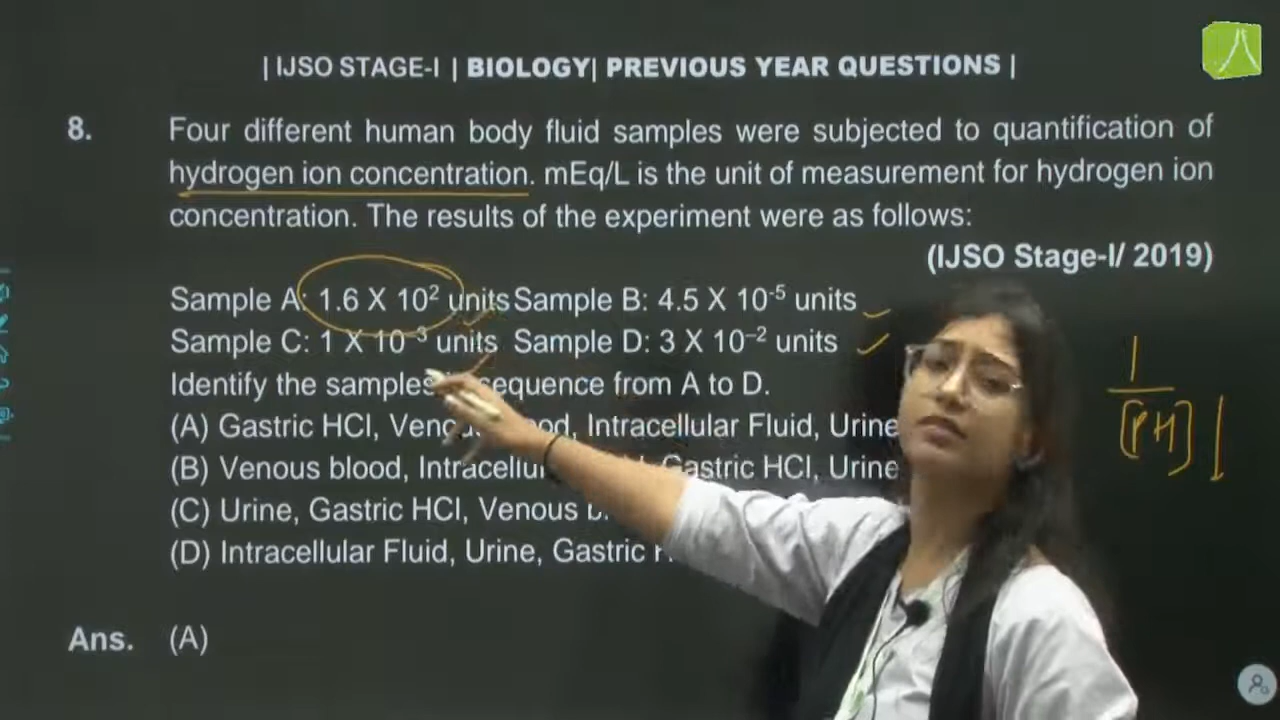 | IJSO STAGE-I | BIOLOGY| PREVIOUS YEAR QUESTIONS |
8. Four different human body fluid samples were subjected to quantification of
hydrogen ion concentration. mEq/L is the unit of measurement for hydrogen ion
concentration. The results of the experiment were as follows:
(IJSO Stage-I/ 2019)
Sample A: 1.6 X 10² units Sample B: 4.5 X 10⁻⁵ units
Sample C: 1 X 10⁻³ units Sample D: 3 X 10⁻² units
Identify the samples sequence from A to D.
(A) Gastric HCl, Venous blood, Intracellular Fluid, Urine
(B) Venous blood, Intracellular Gastric HCl, Urine
(C) Urine, Gastric HCl, Venous
(D) Intracellular Fluid, Urine, Gastric
Ans. (A)
1
[PH]